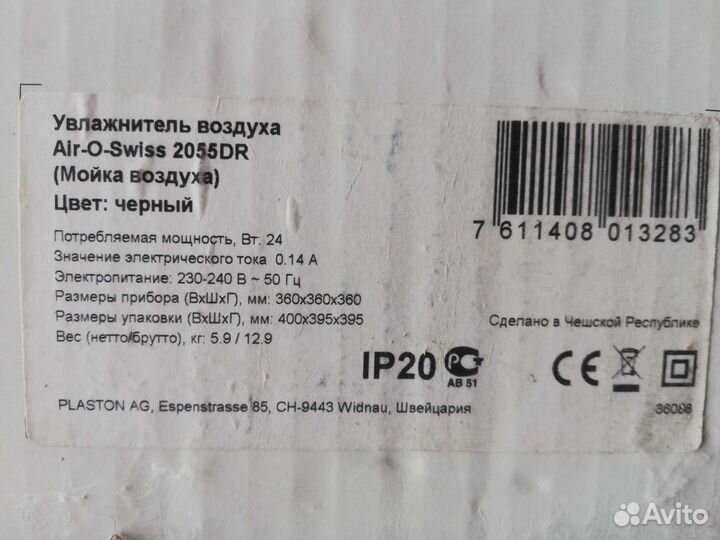 Увлажнитель воздуха
Air-O-Swiss 2055DR
(Мойка воздуха)
Цвет: черный
Потребляемая мощность, Вт: 24
Значение электрического тока 0.14 А
Электропитание: 230-240 В ~ 50 Гц
Размеры прибора (ВхШхГ), мм: 360x360x360
Размеры упаковки (ВхШхГ), мм: 400x395x395
Вес (нетто/брутто), кг: 5.9 / 12.9
7 611408 013283
Сделано в Чешской Республике
IP20
АВ 51
CE
PLASTON AG, Espenstrasse 85, CH-9443 Widnau, Швейцария
36096
Avito